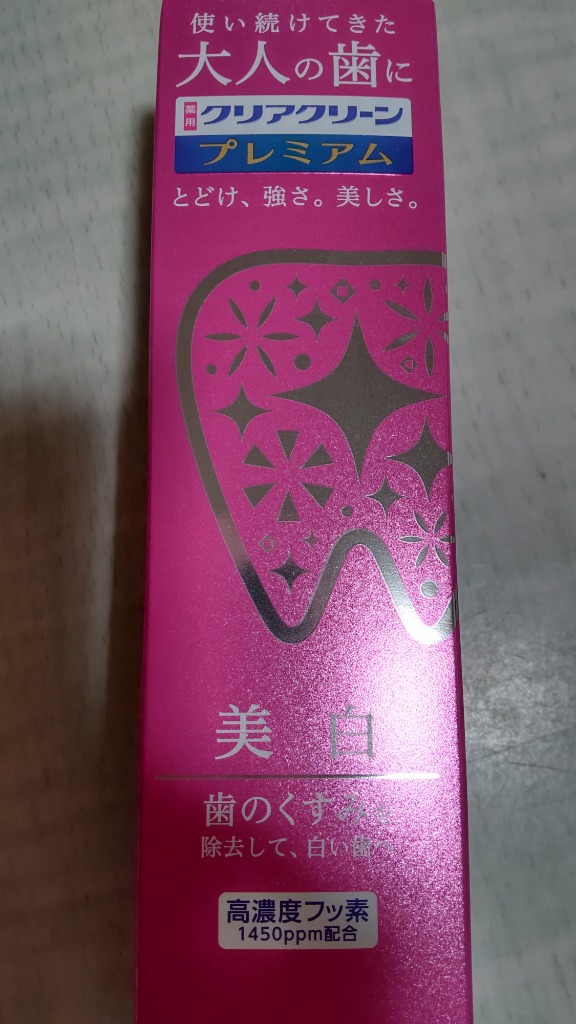 使い続けてきた
大人の歯に
薬用 クリアクリーン
プレミアム
とどけ、強さ。美しさ。
美白
歯のくすみを
除去して、白い歯へ。
高濃度フッ素
1450ppm配合